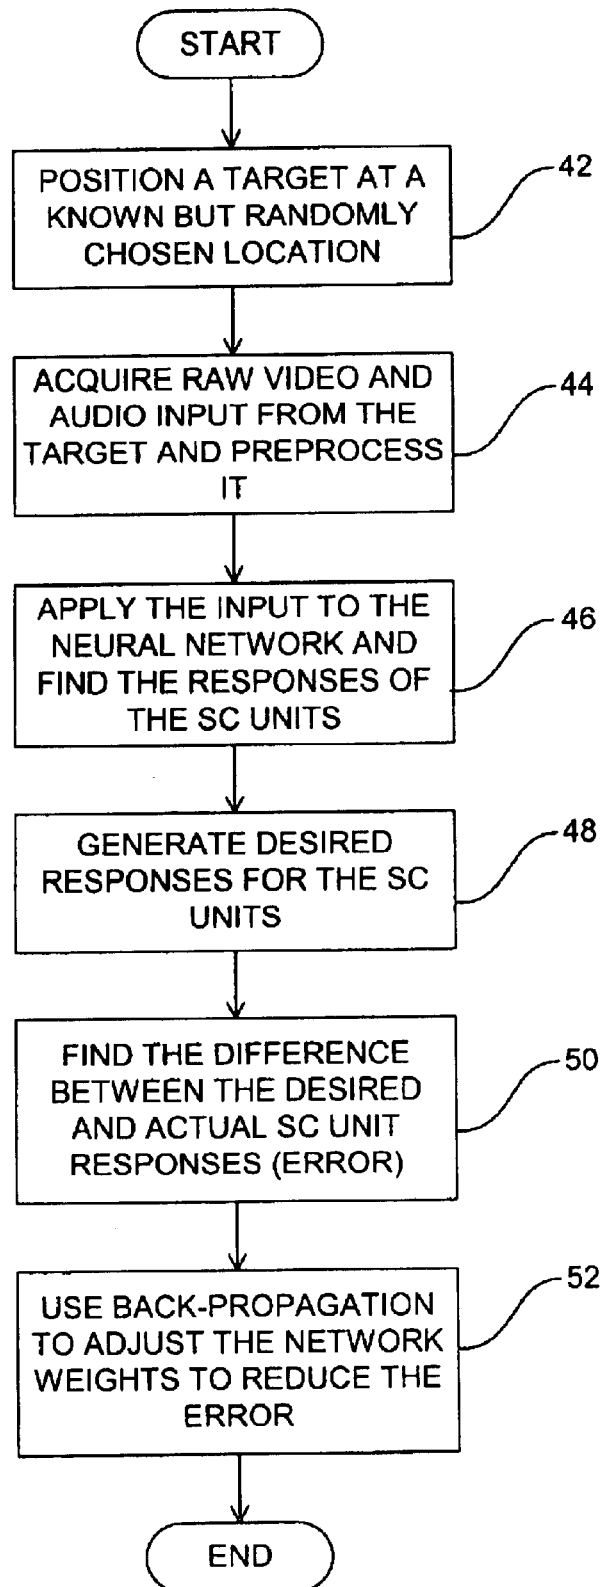 START
POSITION A TARGET AT A
KNOWN BUT RANDOMLY
CHOSEN LOCATION
42
ACQUIRE RAW VIDEO AND
AUDIO INPUT FROM THE
TARGET AND PREPROCESS
IT
44
APPLY THE INPUT TO THE
NEURAL NETWORK AND
FIND THE RESPONSES OF
THE SC UNITS
46
GENERATE DESIRED
RESPONSES FOR THE SC
UNITS
48
FIND THE DIFFERENCE
BETWEEN THE DESIRED
AND ACTUAL SC UNIT
RESPONSES (ERROR)
50
USE BACK-PROPAGATION
TO ADJUST THE NETWORK
WEIGHTS TO REDUCE THE
ERROR
52
END